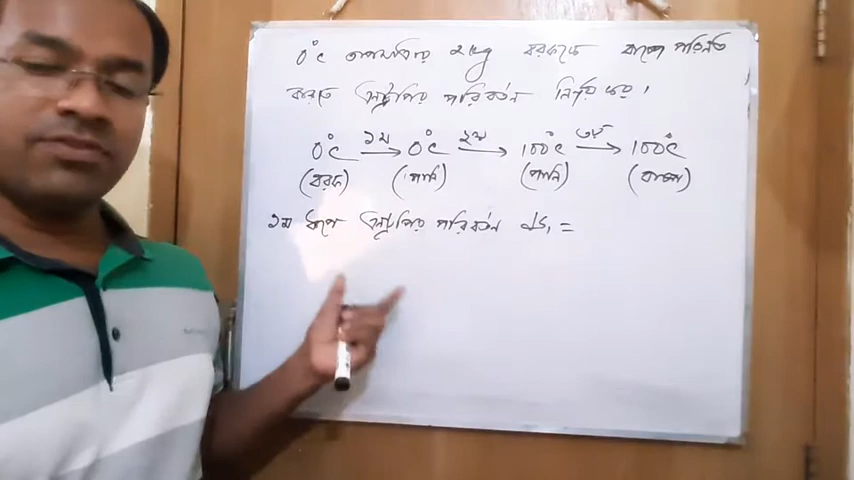 0°C তাপমাত্রার ২kg বরফকে বাষ্পে পরিণত
করতে এনট্রপির পরিবর্তন নির্ণয় কর।
0°C ১ম→ 0°C ২য়→ 100°C ৩য়→ 100°C
(বরফ) (পানি) (পানি) (বাষ্প)
১ম ধাপে এনট্রপির পরিবর্তন dS₁ =